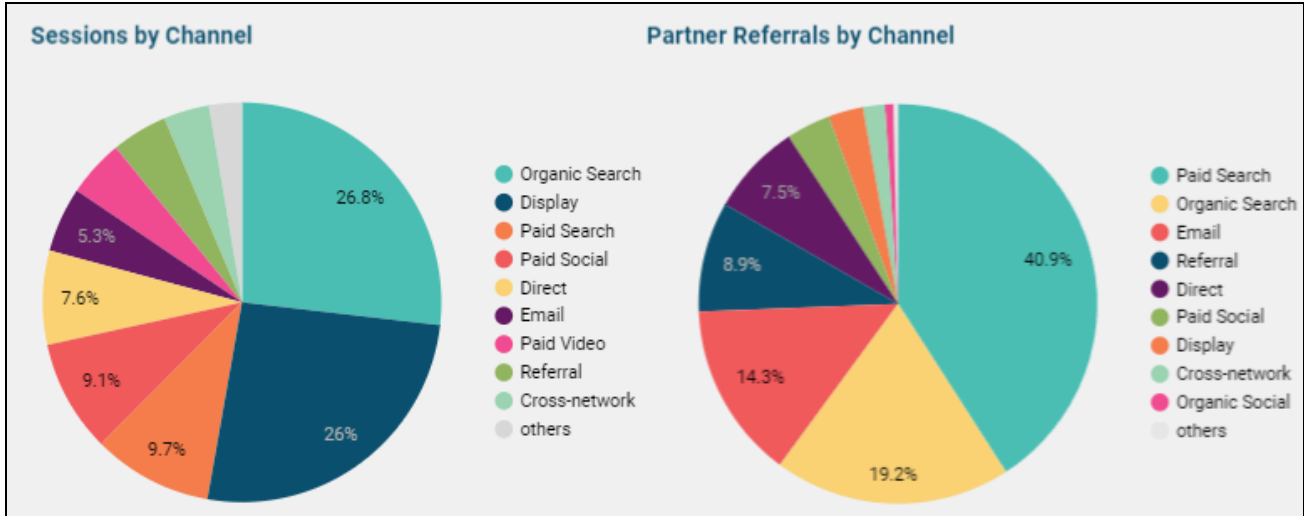 Sessions by Channel
26.8%
26%
9.7%
9.1%
7.6%
5.3%
Organic Search
Display
Paid Search
Paid Social
Direct
Email
Paid Video
Referral
Cross-network
others
Partner Referrals by Channel
40.9%
19.2%
14.3%
8.9%
7.5%
Paid Search
Organic Search
Email
Referral
Direct
Paid Social
Display
Cross-network
Organic Social
others